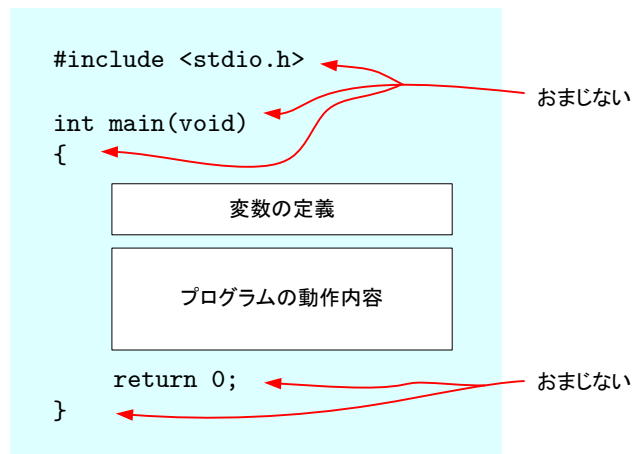 #include <stdio.h>
おまじない
int main(void)
{
変数の定義
プログラムの動作内容
return 0;
おまじない
}